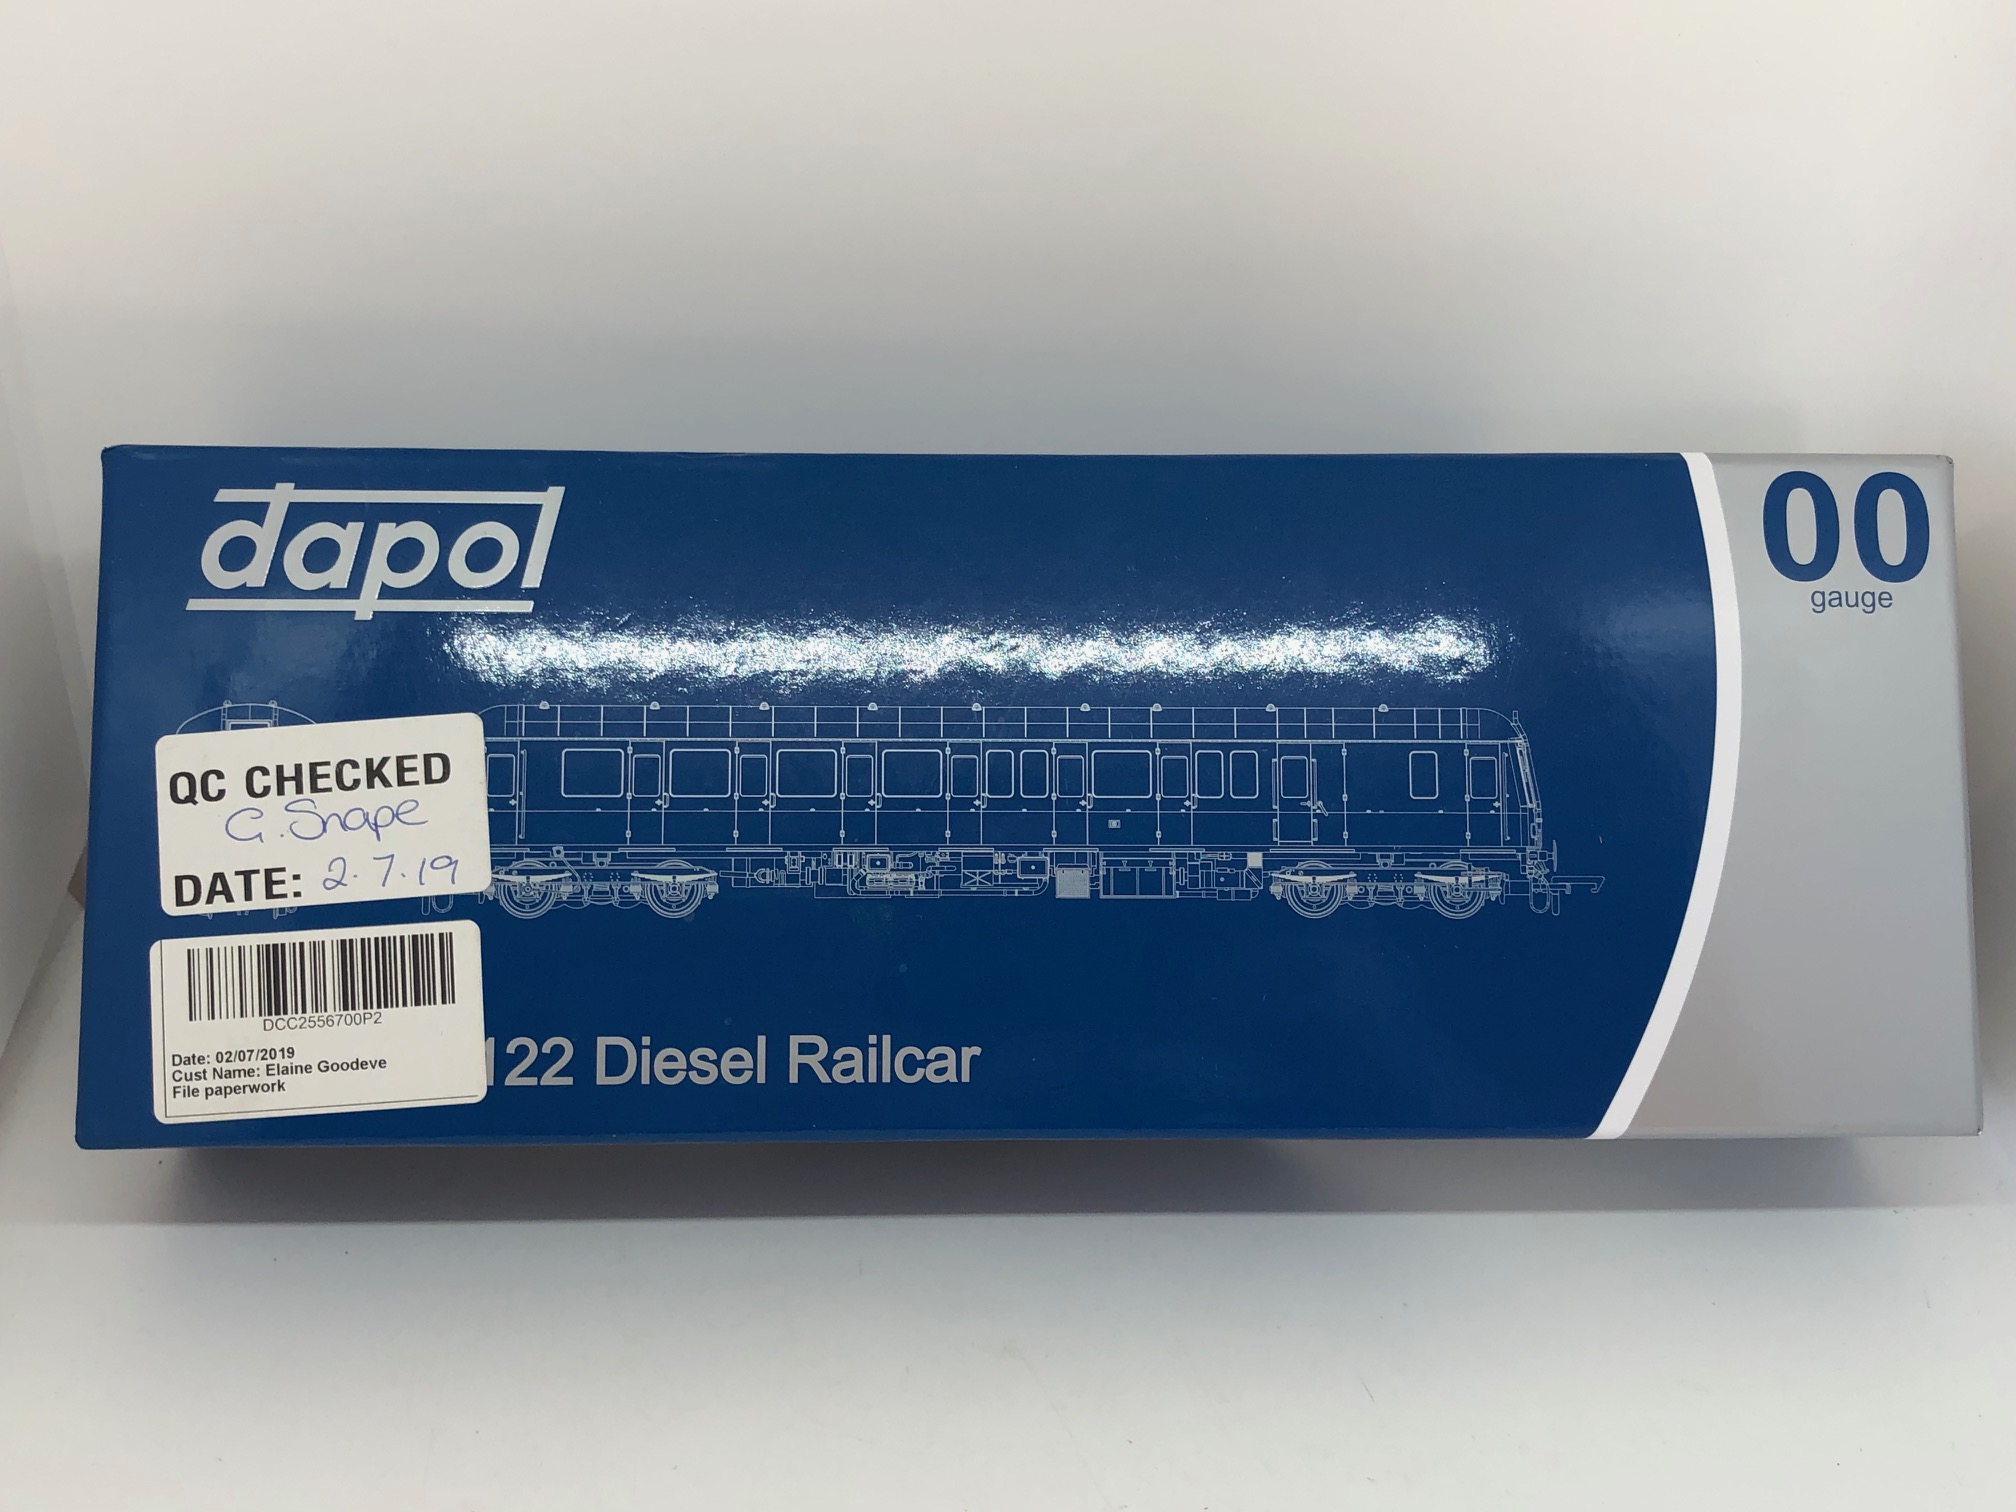 dapol
00
gauge
QC CHECKED
G. Snape
DATE: 2.7.19
DCC2556700P2
Date: 02/07/2019
Cust Name: Elaine Goodeve
File paperwork
122 Diesel Railcar